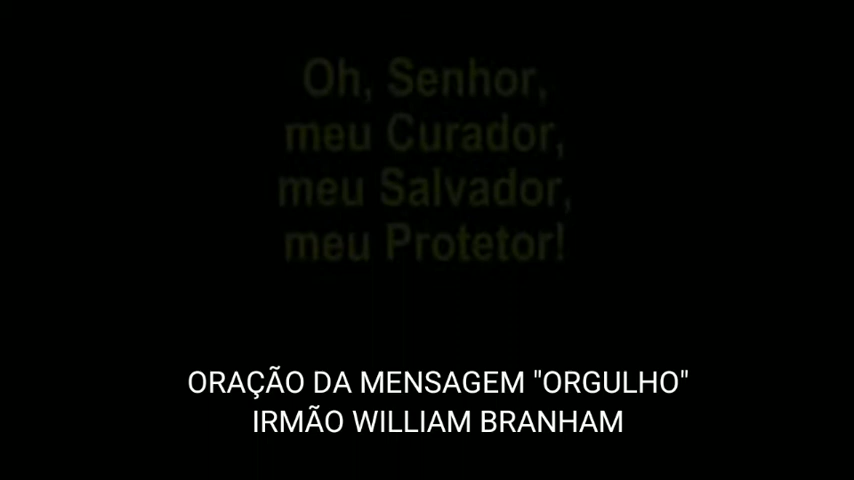 Oh, Senhor,
meu Curador,
meu Salvador,
meu Protetor!
ORAÇÃO DA MENSAGEM "ORGULHO"
IRMÃO WILLIAM BRANHAM